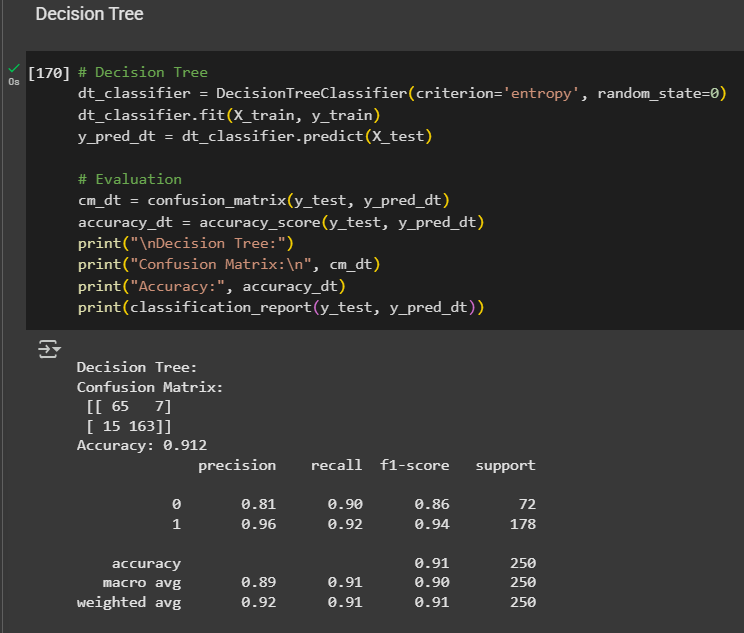 Decision Tree
[170] # Decision Tree
dt_classifier = DecisionTreeClassifier(criterion='entropy', random_state=0)
0s
dt_classifier.fit(X_train, y_train)
y_pred_dt = dt_classifier.predict(X_test)
# Evaluation
cm_dt = confusion_matrix(y_test, y_pred_dt)
accuracy_dt = accuracy_score(y_test, y_pred_dt)
print("\nDecision Tree:")
print("Confusion Matrix:\n", cm_dt)
print("Accuracy:", accuracy_dt)
print(classification_report(y_test, y_pred_dt))
Decision Tree:
Confusion Matrix:
[[ 65   7]
[ 15 163]]
Accuracy: 0.912
precision    recall  f1-score   support
0       0.81      0.90      0.86        72
1       0.96      0.92      0.94       178
accuracy                           0.91       250
macro avg       0.89      0.91      0.90       250
weighted avg       0.92      0.91      0.91       250